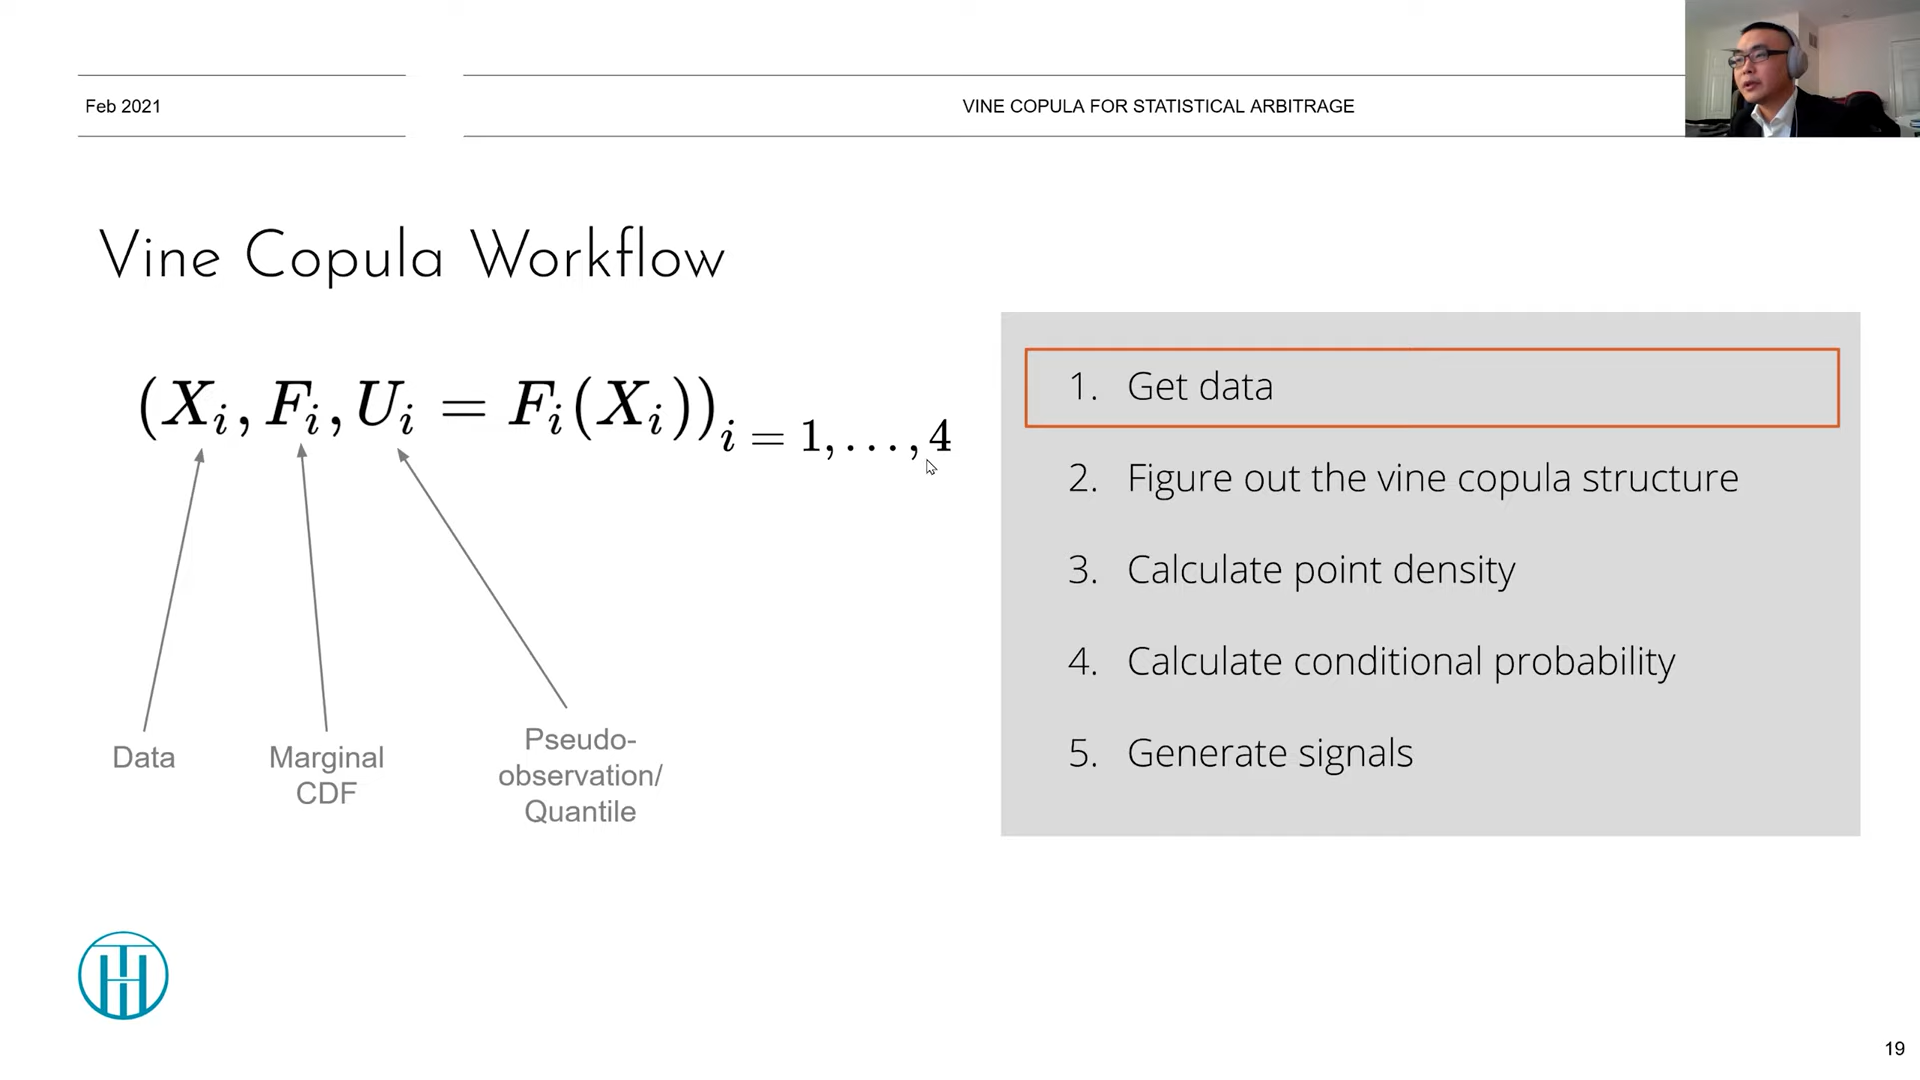 Feb 2021
VINE COPULA FOR STATISTICAL ARBITRAGE
Vine Copula Workflow
(X_i, F_i, U_i = F_i(X_i))_{i = 1, . . . , 4}
Data
Marginal
CDF
Pseudo-
observation/
Quantile
1. Get data
2. Figure out the vine copula structure
3. Calculate point density
4. Calculate conditional probability
5. Generate signals
19